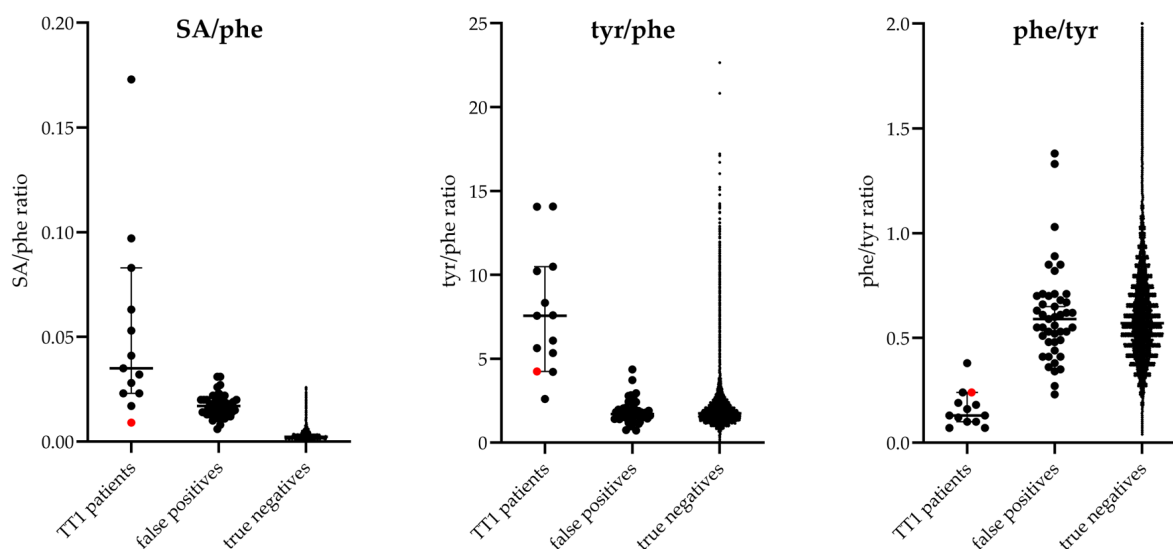 SA/phe
SA/phe ratio
0.20
0.15
0.10
0.05
0.00
TT1 patients
false positives
true negatives
tyr/phe
tyr/phe ratio
25
20
15
10
5
0
TT1 patients
false positives
true negatives
phe/tyr
phe/tyr ratio
2.0
1.5
1.0
0.5
0.0
TT1 patients
false positives
true negatives